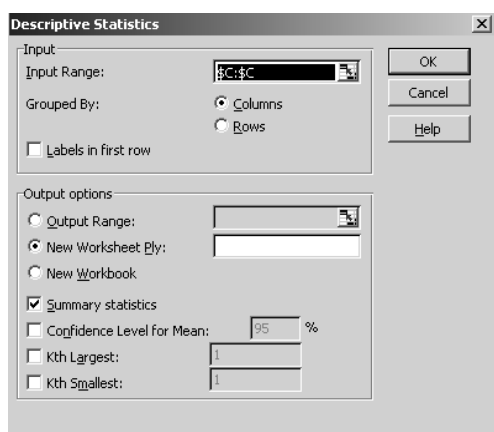 Descriptive Statistics
Input
Input Range: $C:$C
Grouped By: Columns
Rows
Labels in first row
OK
Cancel
Help
Output options
Output Range:
New Worksheet Ply:
New Workbook
Summary statistics
Confidence Level for Mean: 95 %
Kth Largest: 1
Kth Smallest: 1